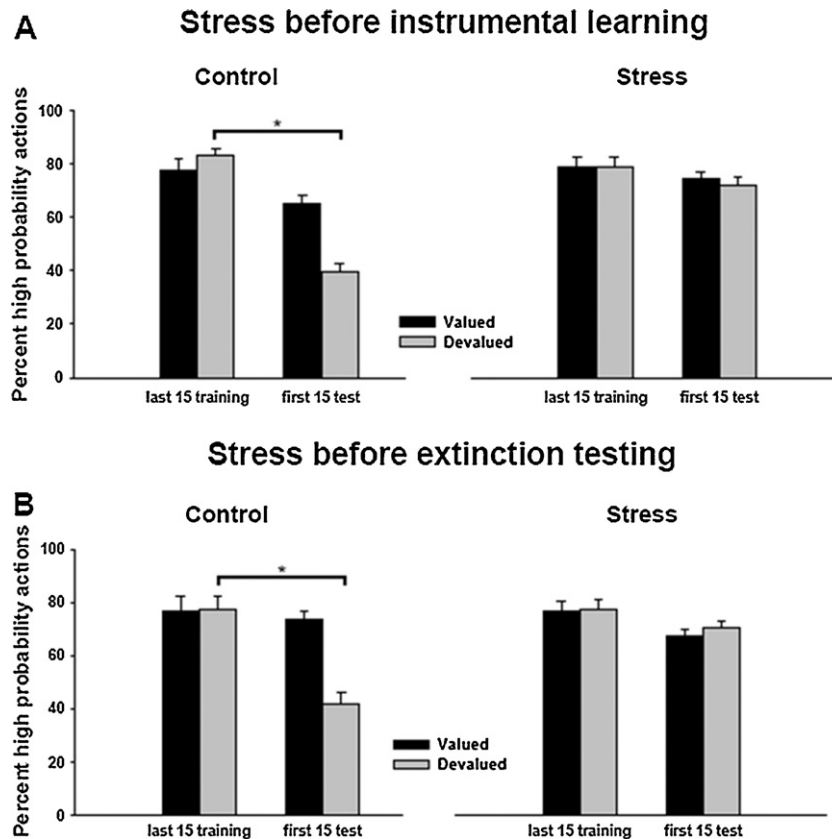 A
Stress before instrumental learning
Control
Stress
Percent high probability actions
100
80
60
40
20
0
*
Valued
Devalued
last 15 training first 15 test
last 15 training first 15 test
Stress before extinction testing
B
Control
Stress
Percent high probability actions
100
80
60
40
20
0
*
Valued
Devalued
last 15 training first 15 test
last 15 training first 15 test